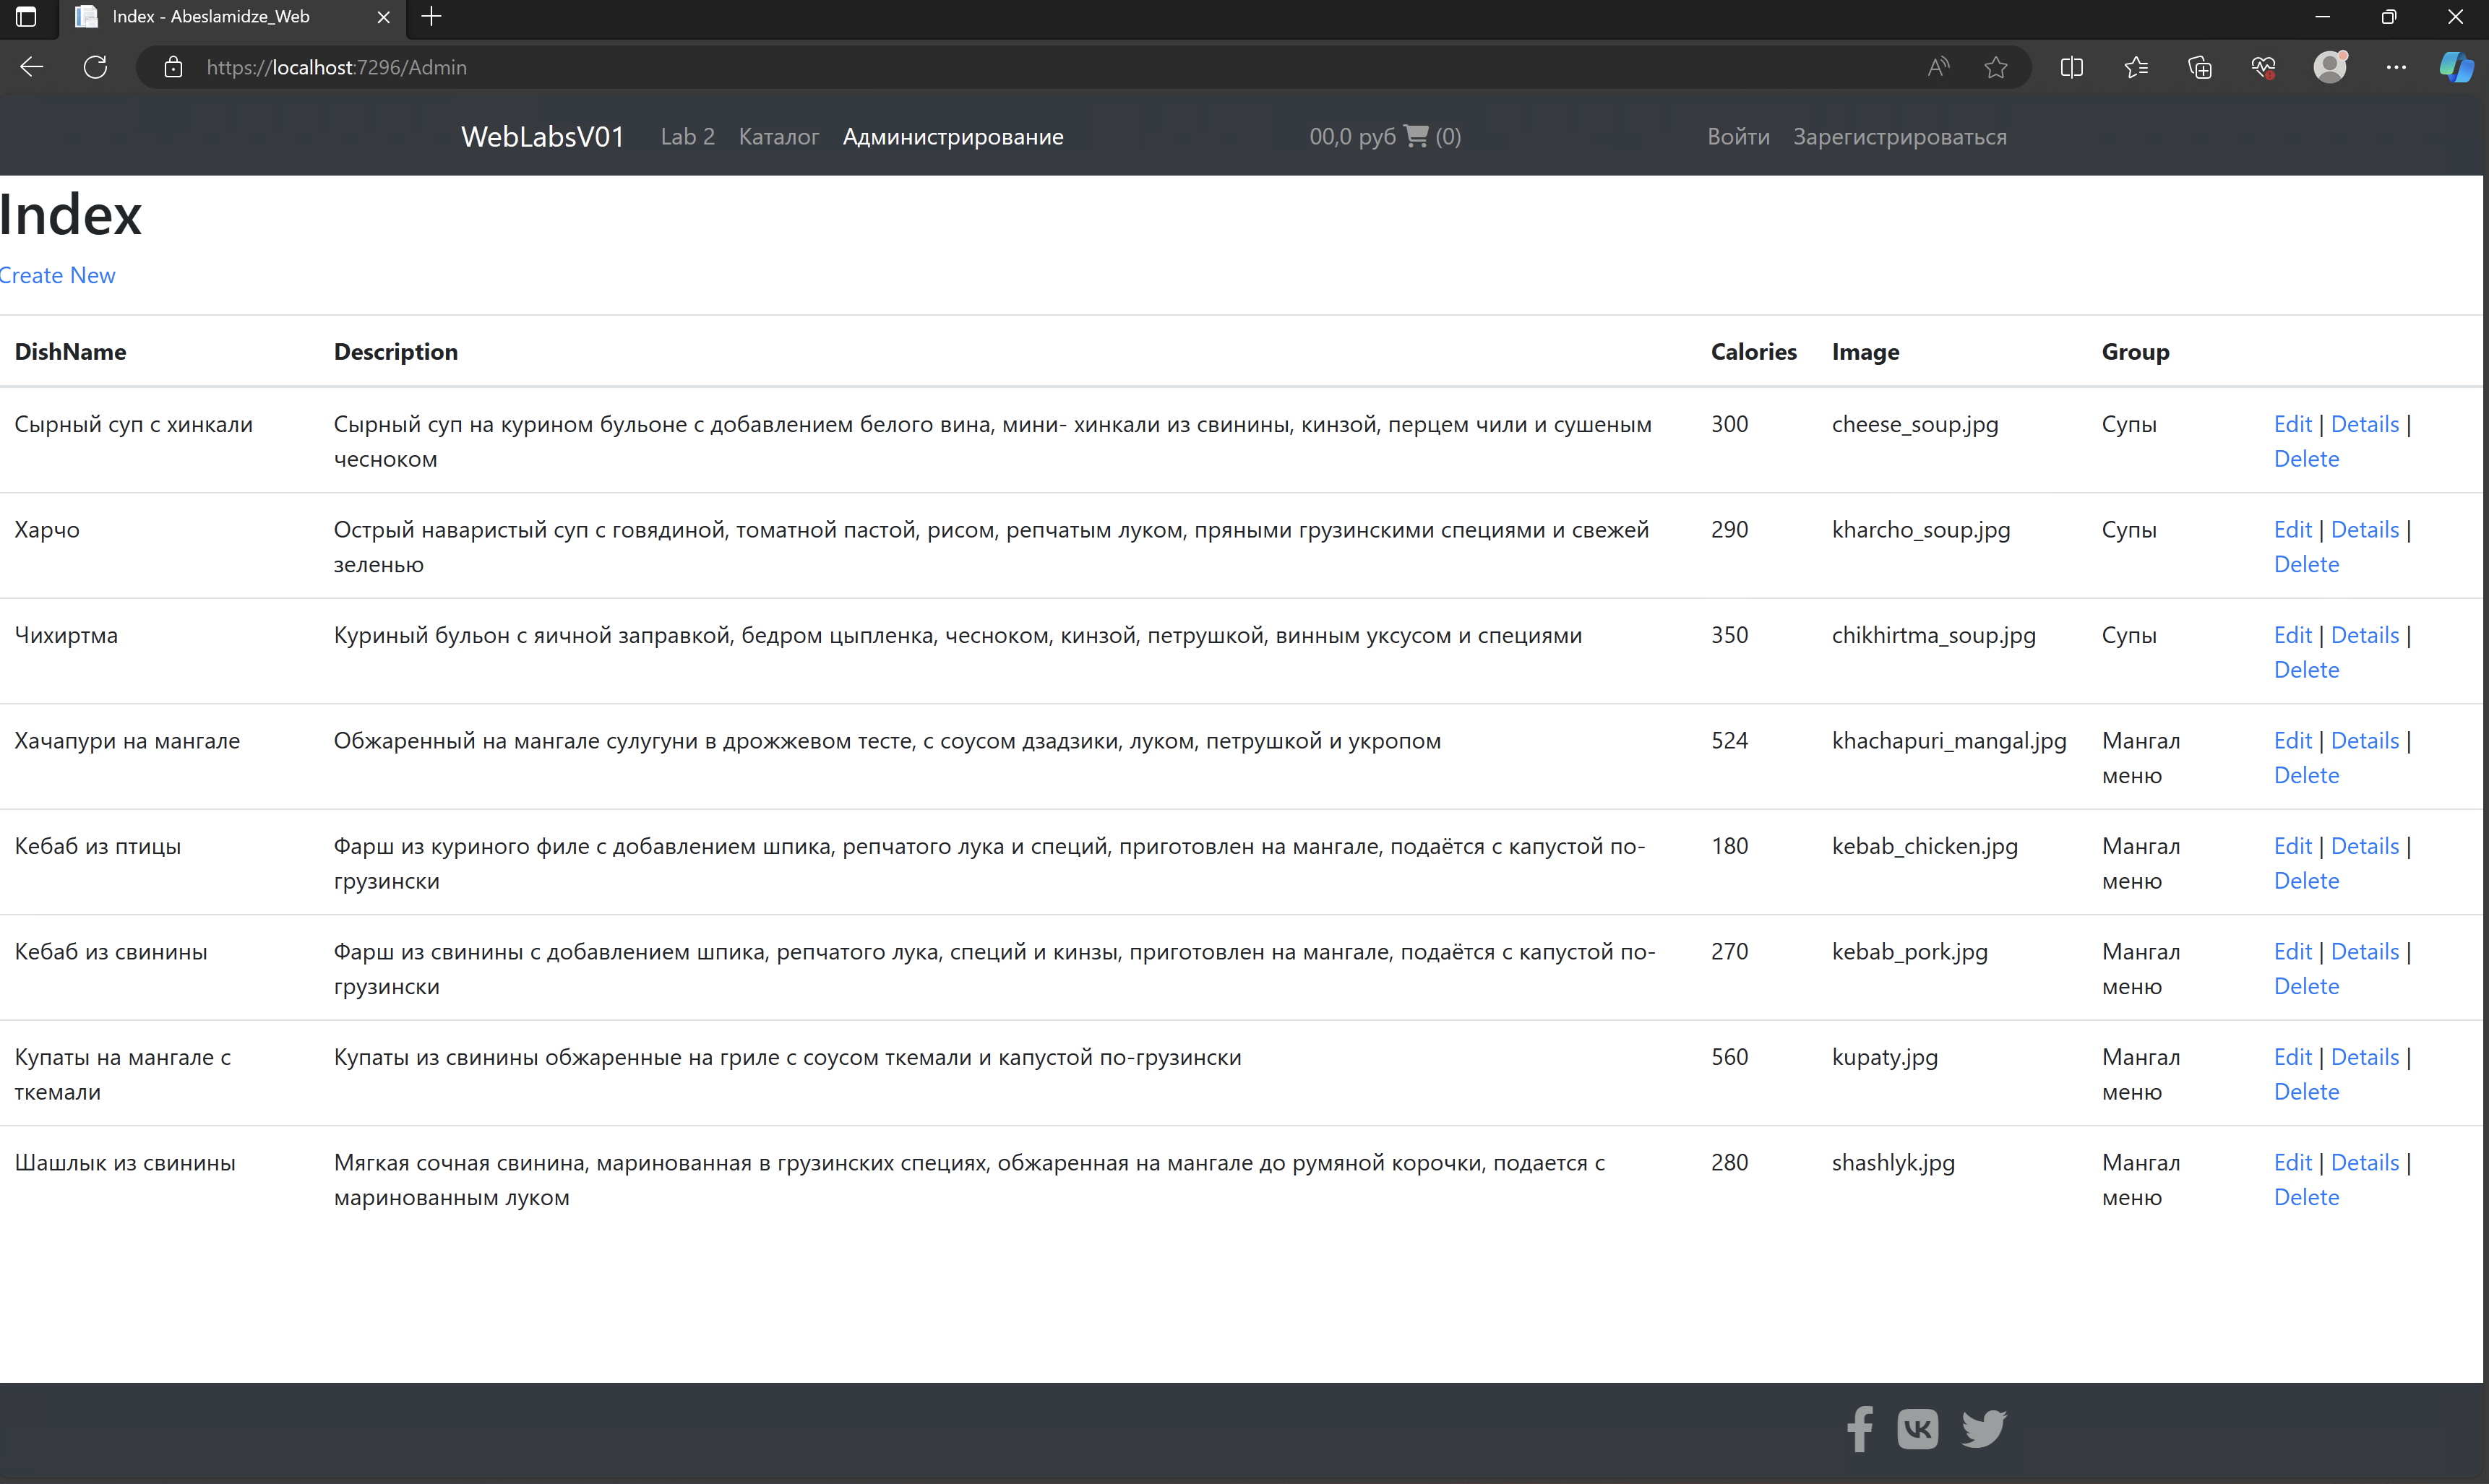 Index - Abeslamidze_Web
https://localhost:7296/Admin
WebLabsV01 Lab 2 Каталог Администрирование 00,0 руб (0) Войти Зарегистрироваться
Index
Create New
DishName Description Calories Image Group
Сырный суп с хинкали Сырный суп на курином бульоне с добавлением белого вина, мини- хинкали из свинины, кинзой, перцем чили и сушеным 300 cheese_soup.jpg Супы Edit | Details |
чесноком Delete
Харчо Острый наваристый суп с говядиной, томатной пастой, рисом, репчатым луком, пряными грузинскими специями и свежей 290 kharcho_soup.jpg Супы Edit | Details |
зеленью Delete
Чихиртма Куриный бульон с яичной заправкой, бедром цыпленка, чесноком, кинзой, петрушкой, винным уксусом и специями 350 chikhirtma_soup.jpg Супы Edit | Details |
Delete
Хачапури на мангале Обжаренный на мангале сулугуни в дрожжевом тесте, с соусом дзадзики, луком, петрушкой и укропом 524 khachapuri_mangal.jpg Мангал Edit | Details |
меню Delete
Кебаб из птицы Фарш из куриного филе с добавлением шпика, репчатого лука и специй, приготовлен на мангале, подаётся с капустой по- 180 kebab_chicken.jpg Мангал Edit | Details |
грузински меню Delete
Кебаб из свинины Фарш из свинины с добавлением шпика, репчатого лука, специй и кинзы, приготовлен на мангале, подаётся с капустой по- 270 kebab_pork.jpg Мангал Edit | Details |
грузински меню Delete
Купаты на мангале с Купаты из свинины обжаренные на гриле с соусом ткемали и капустой по-грузински 560 kupaty.jpg Мангал Edit | Details |
ткемали меню Delete
Шашлык из свинины Мягкая сочная свинина, маринованная в грузинских специях, обжаренная на мангале до румяной корочки, подается с 280 shashlyk.jpg Мангал Edit | Details |
маринованным луком меню Delete